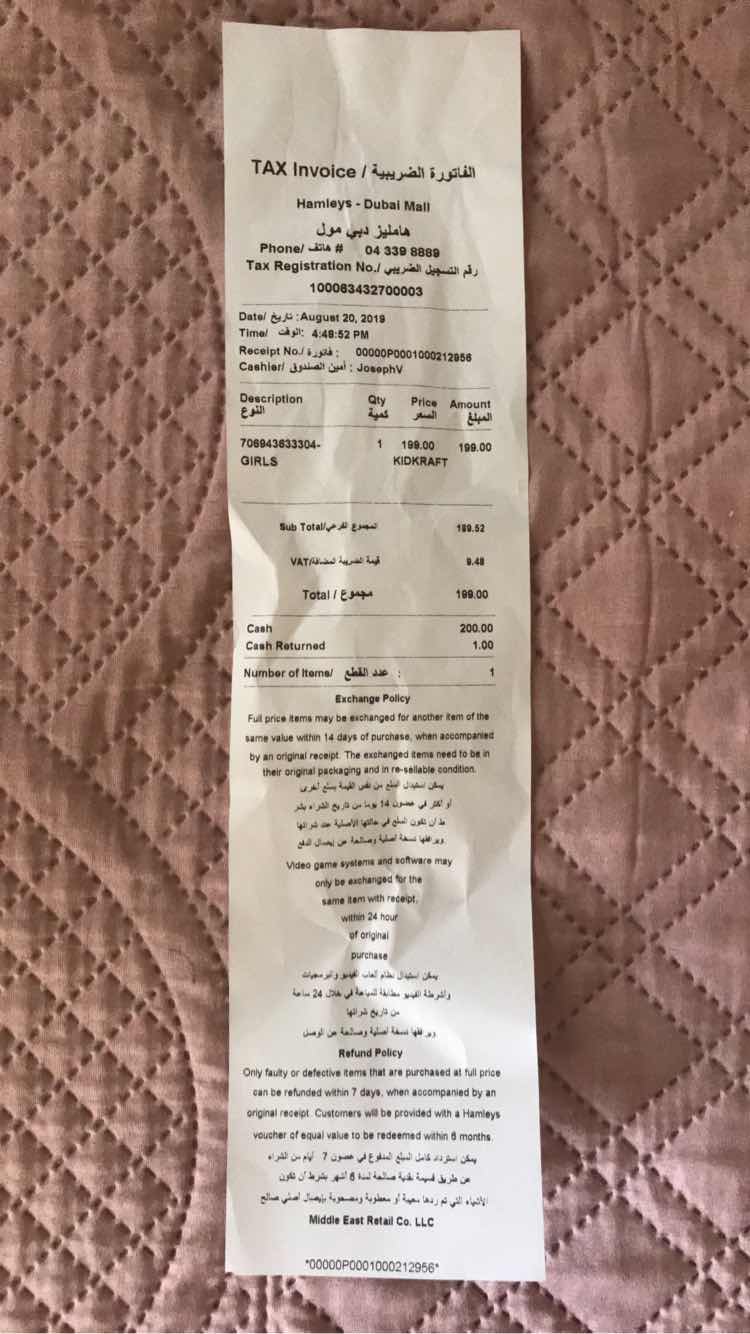 TAX Invoice / الفاتورة الضريبية
Hamleys - Dubai Mall
هامليز دبي مول
Phone/ هاتف # 04 339 8889
Tax Registration No./ رقم التسجيل الضريبي
100063432700003
Date/ تاريخ :August 20, 2019
Time/ الوقت: 4:48:52 PM
Receipt No./ فاتورة : 00000P0001000212956
Cashier/ أمين الصندوق : JosephV
Description Qty Price Amount
النوع كمية السعر المبلغ
706943633304- 1 199.00 199.00
GIRLS KIDKRAFT
Sub Total/المجموع الفرعي 189.52
VAT/قيمة الضريبة المضافة 9.48
Total / مجموع 199.00
Cash 200.00
Cash Returned 1.00
Number of Items/ عدد القطع : 1
Exchange Policy
Full price items may be exchanged for another item of the
same value within 14 days of purchase, when accompanied
by an original receipt. The exchanged items need to be in
their original packaging and in re-sellable condition.
يمكن استبدال السلع من نفس القيمة بسلع أخرى
أو أكثر في غضون 14 يوما من تاريخ الشراء بشر
ط أن تكون السلع في حالتها الأصلية عند شرائها
ويرافقها نسخة أصلية وصالحة عن إيصال الدفع
Video game systems and software may
only be exchanged for the
same item with receipt,
within 24 hour
of original
purchase
يمكن استبدال نظام ألعاب الفيديو والبرمجيات
وأشرطة الفيديو مطابقة للمباعة في خلال 24 ساعة
من تاريخ شرائها
ويرافقها نسخة أصلية وصالحة عن الوصل
Refund Policy
Only faulty or defective items that are purchased at full price
can be refunded within 7 days, when accompanied by an
original receipt. Customers will be provided with a Hamleys
voucher of equal value to be redeemed within 6 months.
يمكن استرداد كامل المبلغ المدفوع في غضون 7 أيام من الشراء
عن طريق قسيمة نقدية صالحة لمدة 6 أشهر بشرط أن تكون
الأشياء التي تم ردها معيبة أو معطوبة ومصحوبة بإيصال أصلي صالح
Middle East Retail Co. LLC
*00000P0001000212956*